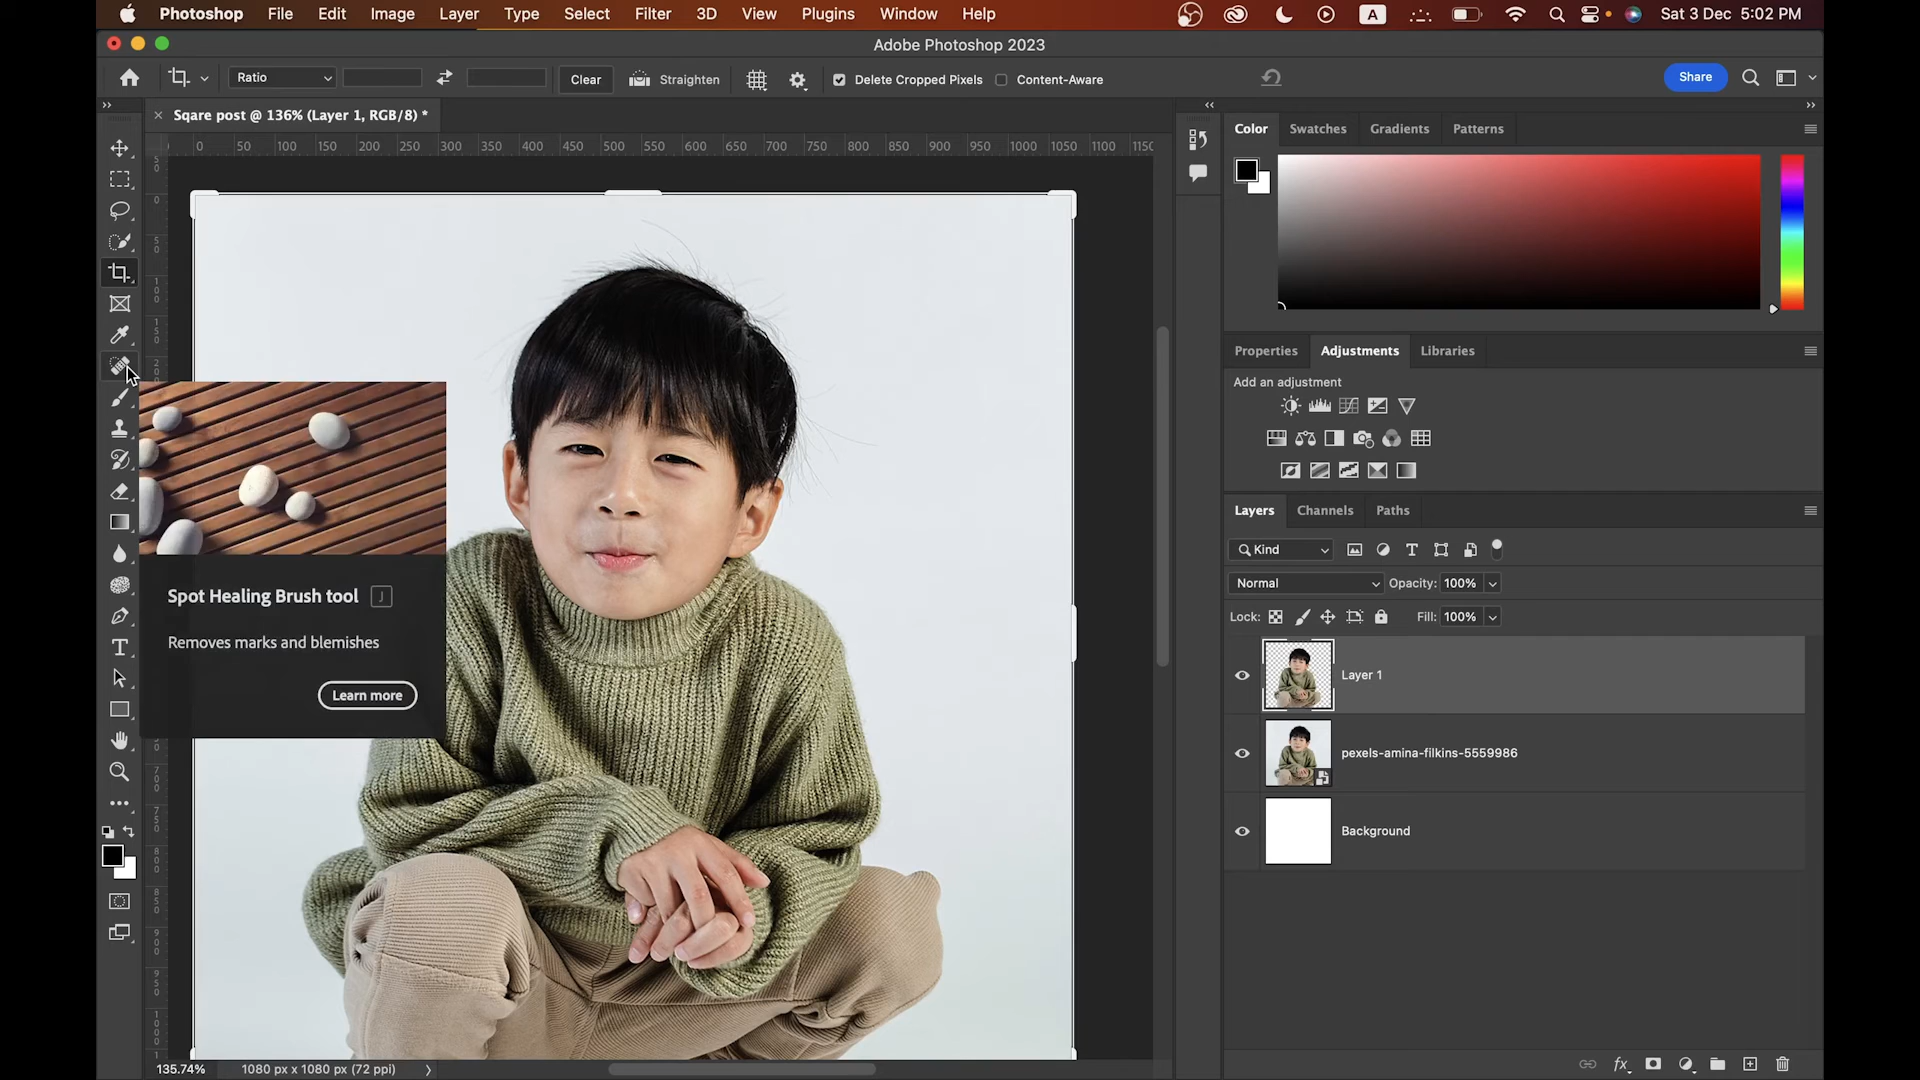 Photoshop File Edit Image Layer Type Select Filter 3D View Plugins Window Help A Sat 3 Dec 5:02 PM
Adobe Photoshop 2023
Ratio Clear Straighten Delete Cropped Pixels Content-Aware Share
Sqare post @ 136% (Layer 1, RGB/8) *
0 50 100 150 200 250 300 350 400 450 500 550 600 650 700 750 800 850 900 950 1000 1050 1100 1150
Color Swatches Gradients Patterns
Properties Adjustments Libraries
Add an adjustment
Spot Healing Brush tool J
Removes marks and blemishes
Learn more
Layers Channels Paths
Kind
Normal Opacity: 100%
Lock: Fill: 100%
Layer 1
pexels-amina-filkins-5559986
Background
135.74% 1080 px x 1080 px (72 ppi)
fx